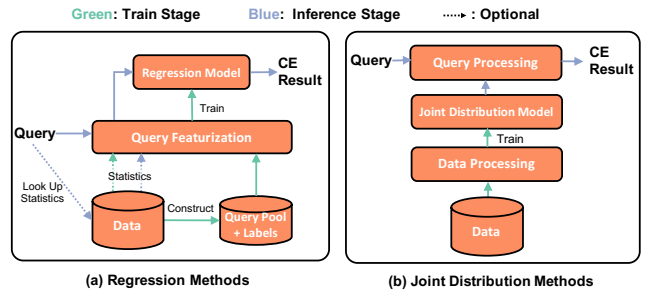 Green: Train Stage Blue: Inference Stage : Optional
Regression Model
CE
Result
Train
Query
Query Featurization
Look Up
Statistics
Statistics
Data
Construct
Query Pool
+ Labels
(a) Regression Methods
Query
Query Processing
CE
Result
Joint Distribution Model
Train
Data Processing
Data
(b) Joint Distribution Methods